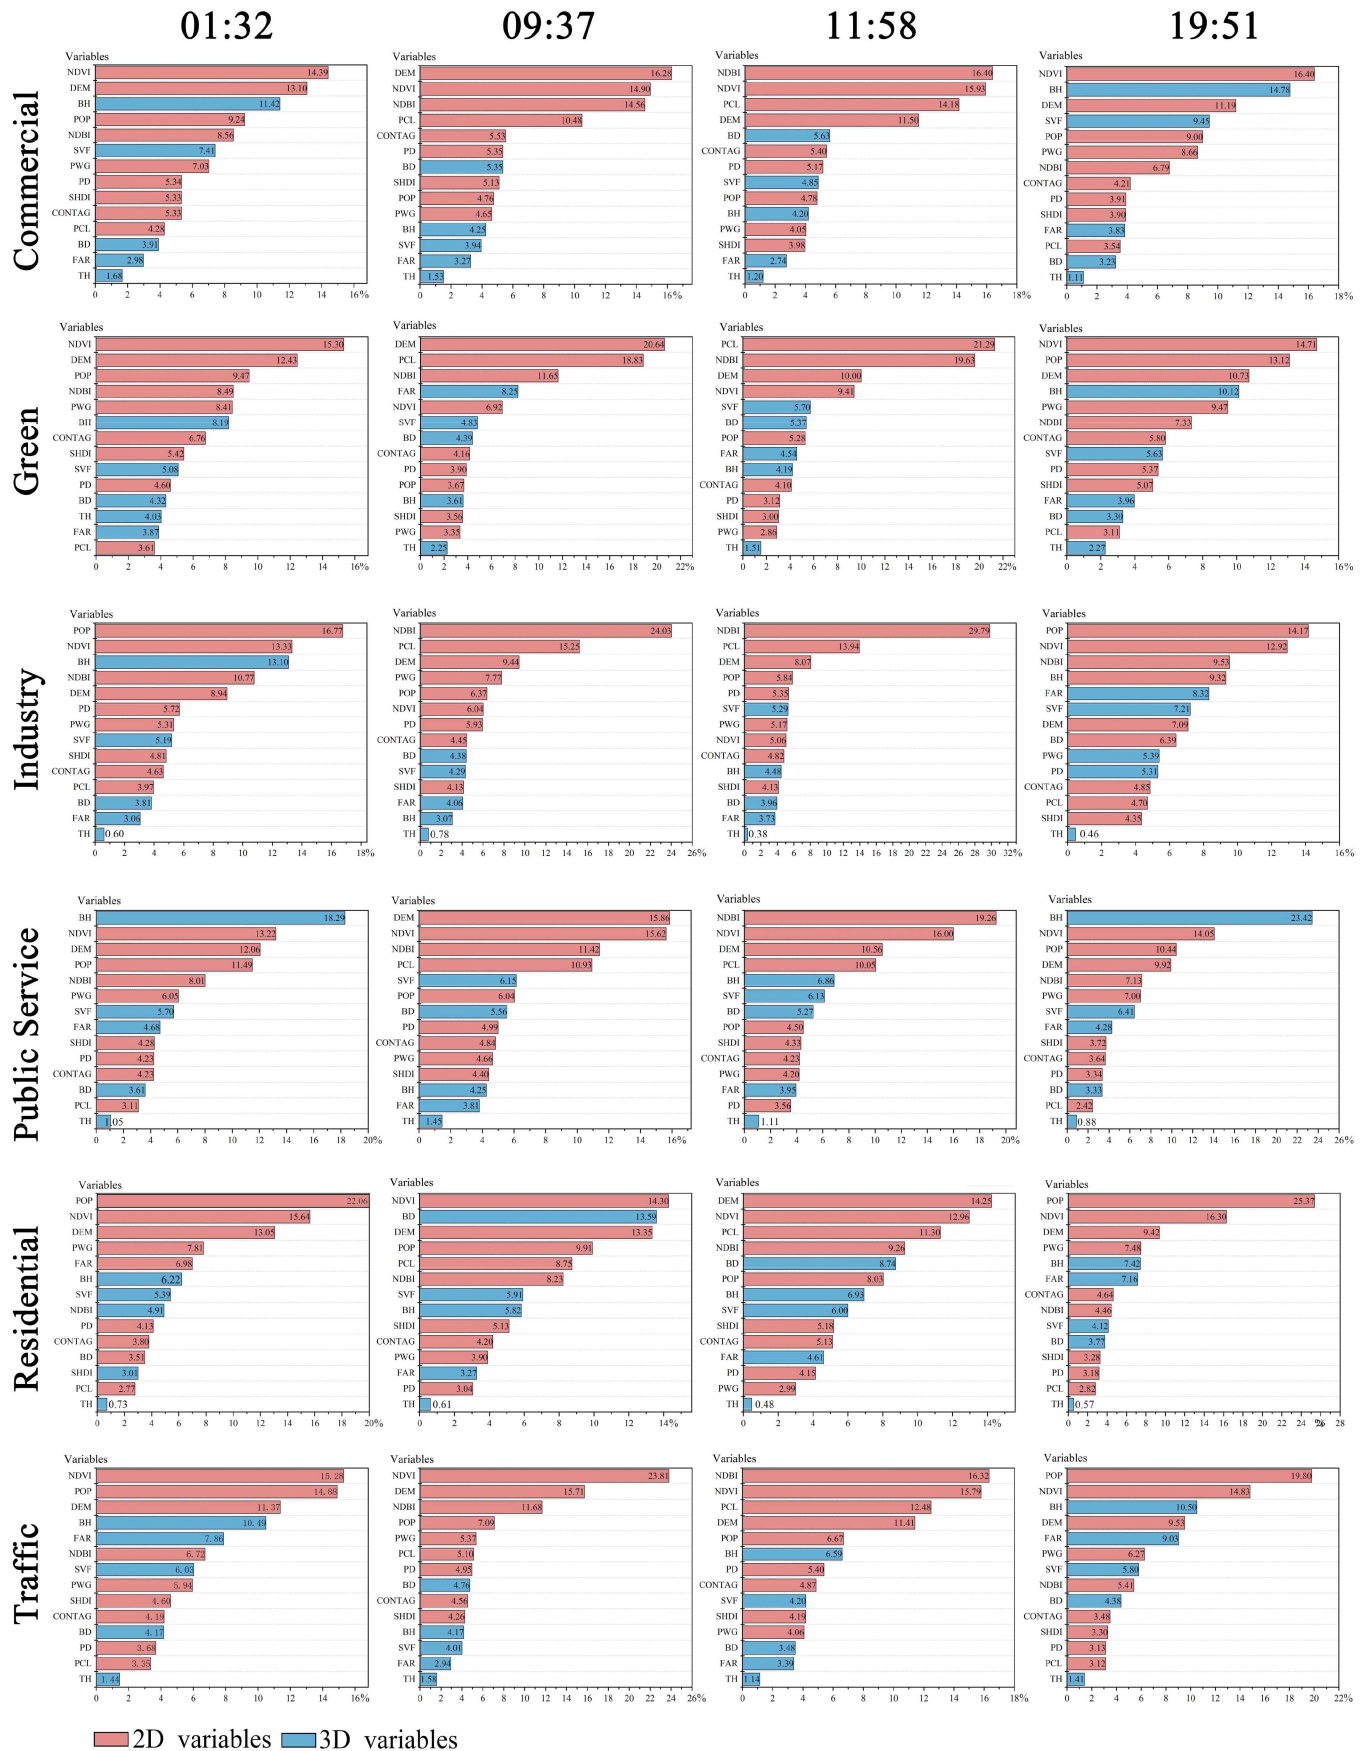 01:32 09:37 11:58 19:51
Commercial
Variables
NDVI 14.39
DEM 13.10
BH 11.42
POP 9.24
NDBI 8.56
SVF 7.41
PWG 7.03
PD 5.34
SHDI 5.33
CONTAG 5.33
PCL 4.28
BD 3.91
FAR 2.98
TH 1.68
0 2 4 6 8 10 12 14 16%
Variables
DEM 16.28
NDVI 14.90
NDBI 14.56
PCL 10.48
CONTAG 5.53
PD 5.35
BD 5.35
SHDI 5.13
POP 4.76
PWG 4.65
BH 4.25
SVF 3.94
FAR 3.27
TH 1.53
0 2 4 6 8 10 12 14 16%
Variables
NDBI 16.40
NDVI 15.93
PCL 14.18
DEM 11.50
BD 5.63
CONTAG 5.40
PD 5.17
SVF 4.85
POP 4.78
BH 4.20
PWG 4.05
SHDI 3.98
FAR 2.74
TH 1.20
0 2 4 6 8 10 12 14 16 18%
Variables
NDVI 16.40
BH 14.78
DEM 11.19
SVF 9.45
POP 9.00
PWG 8.66
NDBI 6.79
CONTAG 4.21
PD 3.91
SHDI 3.90
FAR 3.83
PCL 3.54
BD 3.23
TH 1.11
0 2 4 6 8 10 12 14 16 18%
Green
Variables
NDVI 15.30
DEM 12.43
POP 9.47
NDBI 8.49
PWG 8.41
BH 8.19
CONTAG 6.76
SHDI 5.42
SVF 5.08
PD 4.60
BD 4.32
TH 4.03
FAR 3.87
PCL 3.61
0 2 4 6 8 10 12 14 16%
Variables
DEM 20.64
PCL 18.83
NDBI 11.65
FAR 8.25
NDVI 6.92
SVF 4.83
BD 4.39
CONTAG 4.16
PD 3.90
POP 3.67
BH 3.61
SHDI 3.56
PWG 3.35
TH 2.25
0 2 4 6 8 10 12 14 16 18 20 22%
Variables
PCL 21.29
NDBI 19.63
DEM 10.00
NDVI 9.41
SVF 5.70
BD 5.37
POP 5.28
FAR 4.54
BH 4.19
CONTAG 4.10
PD 3.12
SHDI 3.00
PWG 2.86
TH 1.51
0 2 4 6 8 10 12 14 16 18 20 22%
Variables
NDVI 14.71
POP 13.12
DEM 10.73
BH 10.12
PWG 9.47
NDBI 7.33
CONTAG 5.80
SVF 5.63
PD 5.37
SHDI 5.07
FAR 3.96
BD 3.30
PCL 3.11
TH 2.27
0 2 4 6 8 10 12 14 16%
Industry
Variables
POP 16.77
NDVI 13.33
BH 13.10
NDBI 10.77
DEM 8.94
PD 5.72
PWG 5.31
SVF 5.19
SHDI 4.81
CONTAG 4.63
PCL 3.97
BD 3.81
FAR 3.06
TH 0.60
0 2 4 6 8 10 12 14 16 18%
Variables
NDBI 24.03
PCL 15.25
DEM 9.44
PWG 7.77
POP 6.37
NDVI 6.04
PD 5.93
CONTAG 4.45
BD 4.38
SVF 4.29
SHDI 4.13
FAR 4.06
BH 3.07
TH 0.78
0 2 4 6 8 10 12 14 16 18 20 22 24 26%
Variables
NDBI 29.79
PCL 13.94
DEM 8.07
POP 5.84
PD 5.35
SVF 5.29
PWG 5.17
NDVI 5.06
CONTAG 4.82
BH 4.48
SHDI 4.13
BD 3.96
FAR 3.73
TH 0.38
0 2 4 6 8 10 12 14 16 18 20 22 24 26 28 30 32%
Variables
POP 14.17
NDVI 12.92
NDBI 9.53
BH 9.32
FAR 8.32
SVF 7.21
DEM 7.09
BD 6.39
PWG 5.39
PD 5.31
CONTAG 4.85
PCL 4.70
SHDI 4.35
TH 0.46
0 2 4 6 8 10 12 14 16%
Public Service
Variables
BH 18.29
NDVI 13.22
DEM 12.06
POP 11.49
NDBI 8.01
PWG 6.05
SVF 5.70
FAR 4.68
SHDI 4.28
PD 4.23
CONTAG 4.23
BD 3.61
PCL 3.11
TH 1.05
0 2 4 6 8 10 12 14 16 18 20%
Variables
DEM 15.86
NDVI 15.62
NDBI 11.42
PCL 10.93
SVF 6.15
POP 6.04
BD 5.56
PD 4.99
CONTAG 4.84
PWG 4.66
SHDI 4.40
BH 4.25
FAR 3.81
TH 1.45
0 2 4 6 8 10 12 14 16%
Variables
NDBI 19.26
NDVI 16.00
DEM 10.56
PCL 10.05
BH 6.86
SVF 6.13
BD 5.27
POP 4.50
SHDI 4.33
CONTAG 4.23
PWG 4.20
FAR 3.95
PD 3.56
TH 1.11
0 2 4 6 8 10 12 14 16 18 20%
Variables
BH 23.42
NDVI 14.05
POP 10.44
DEM 9.92
NDBI 7.13
PWG 7.00
SVF 6.41
FAR 4.28
SHDI 3.72
CONTAG 3.64
PD 3.34
BD 3.33
PCL 2.42
TH 0.88
0 2 4 6 8 10 12 14 16 18 20 22 24 26%
Residential
Variables
POP 22.06
NDVI 15.64
DEM 13.05
PWG 7.81
FAR 6.98
BH 6.22
SVF 5.39
NDBI 4.91
PD 4.13
CONTAG 3.80
BD 3.51
SHDI 3.01
PCL 2.77
TH 0.73
0 2 4 6 8 10 12 14 16 18 20%
Variables
NDVI 14.30
BD 13.59
DEM 13.35
POP 9.91
PCL 8.75
NDBI 8.23
SVF 5.91
BH 5.82
SHDI 5.13
CONTAG 4.20
PWG 3.90
FAR 3.27
PD 3.04
TH 0.61
0 2 4 6 8 10 12 14%
Variables
DEM 14.25
NDVI 12.96
PCL 11.30
NDBI 9.26
BD 8.74
POP 8.03
BH 6.93
SVF 6.00
SHDI 5.18
CONTAG 5.13
FAR 4.61
PD 4.15
PWG 2.99
TH 0.48
0 2 4 6 8 10 12 14%
Variables
POP 25.37
NDVI 16.30
DEM 9.42
PWG 7.48
BH 7.42
FAR 7.16
CONTAG 4.64
NDBI 4.46
SVF 4.12
BD 3.77
SHDI 3.28
PD 3.18
PCL 2.82
TH 0.57
0 2 4 6 8 10 12 14 16 18 20 22 24 26 % 28
Traffic
Variables
NDVI 15.28
POP 14.88
DEM 11.37
BH 10.49
FAR 7.86
NDBI 6.72
SVF 6.02
PWG 5.94
SHDI 4.60
CONTAG 4.19
BD 4.17
PD 3.68
PCL 3.35
TH 1.44
0 2 4 6 8 10 12 14 16%
Variables
NDVI 23.81
DEM 15.71
NDBI 11.68
POP 7.09
PWG 5.37
PCL 5.10
PD 4.95
BD 4.76
CONTAG 4.56
SHDI 4.26
BH 4.17
SVF 4.01
FAR 2.94
TH 1.58
0 2 4 6 8 10 12 14 16 18 20 22 24 26%
Variables
NDBI 16.32
NDVI 15.79
PCL 12.48
DEM 11.41
POP 6.67
BH 6.59
PD 5.40
CONTAG 4.87
SVF 4.20
SHDI 4.19
PWG 4.06
BD 3.48
FAR 3.39
TH 1.14
0 2 4 6 8 10 12 14 16 18%
Variables
POP 19.80
NDVI 14.83
BH 10.50
DEM 9.53
FAR 9.03
PWG 6.27
SVF 5.80
NDBI 5.41
BD 4.38
CONTAG 3.48
SHDI 3.30
PD 3.13
PCL 3.12
TH 1.41
0 2 4 6 8 10 12 14 16 18 20 22%
2D variables 3D variables